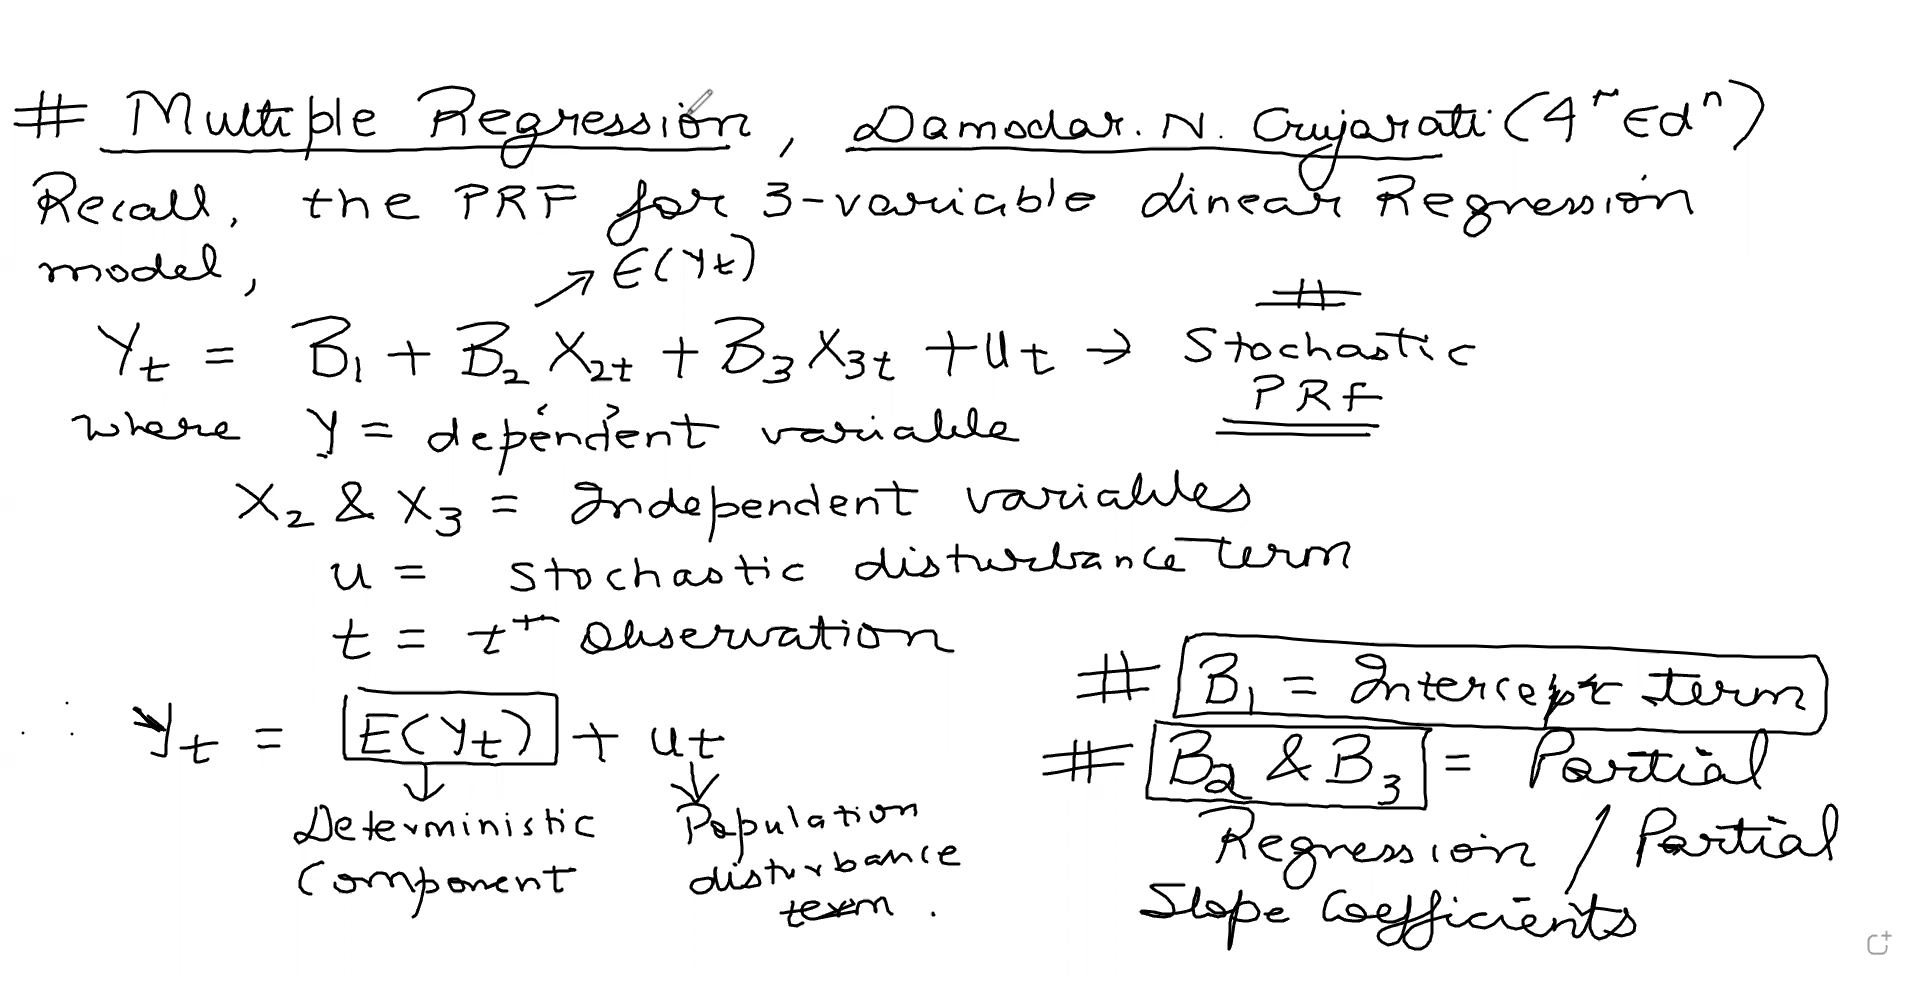 # Multiple Regression, Damodar. N. Gujarati (4th Edn)
Recall, the PRF for 3-variable Linear Regression
model,
→ E(Yt)
Yt = B1 + B2 X2t + B3 X3t + ut → Stochastic
#
PRF
where Y = dependent variable
X2 & X3 = Independent variables
u = stochastic disturbance term
t = tth observation
∴ Yt = E(Yt) + ut
Deterministic
Component
Population
disturbance
term.
# B1 = Intercept term
# B2 & B3 = Partial
Regression / Partial
Slope Coefficients